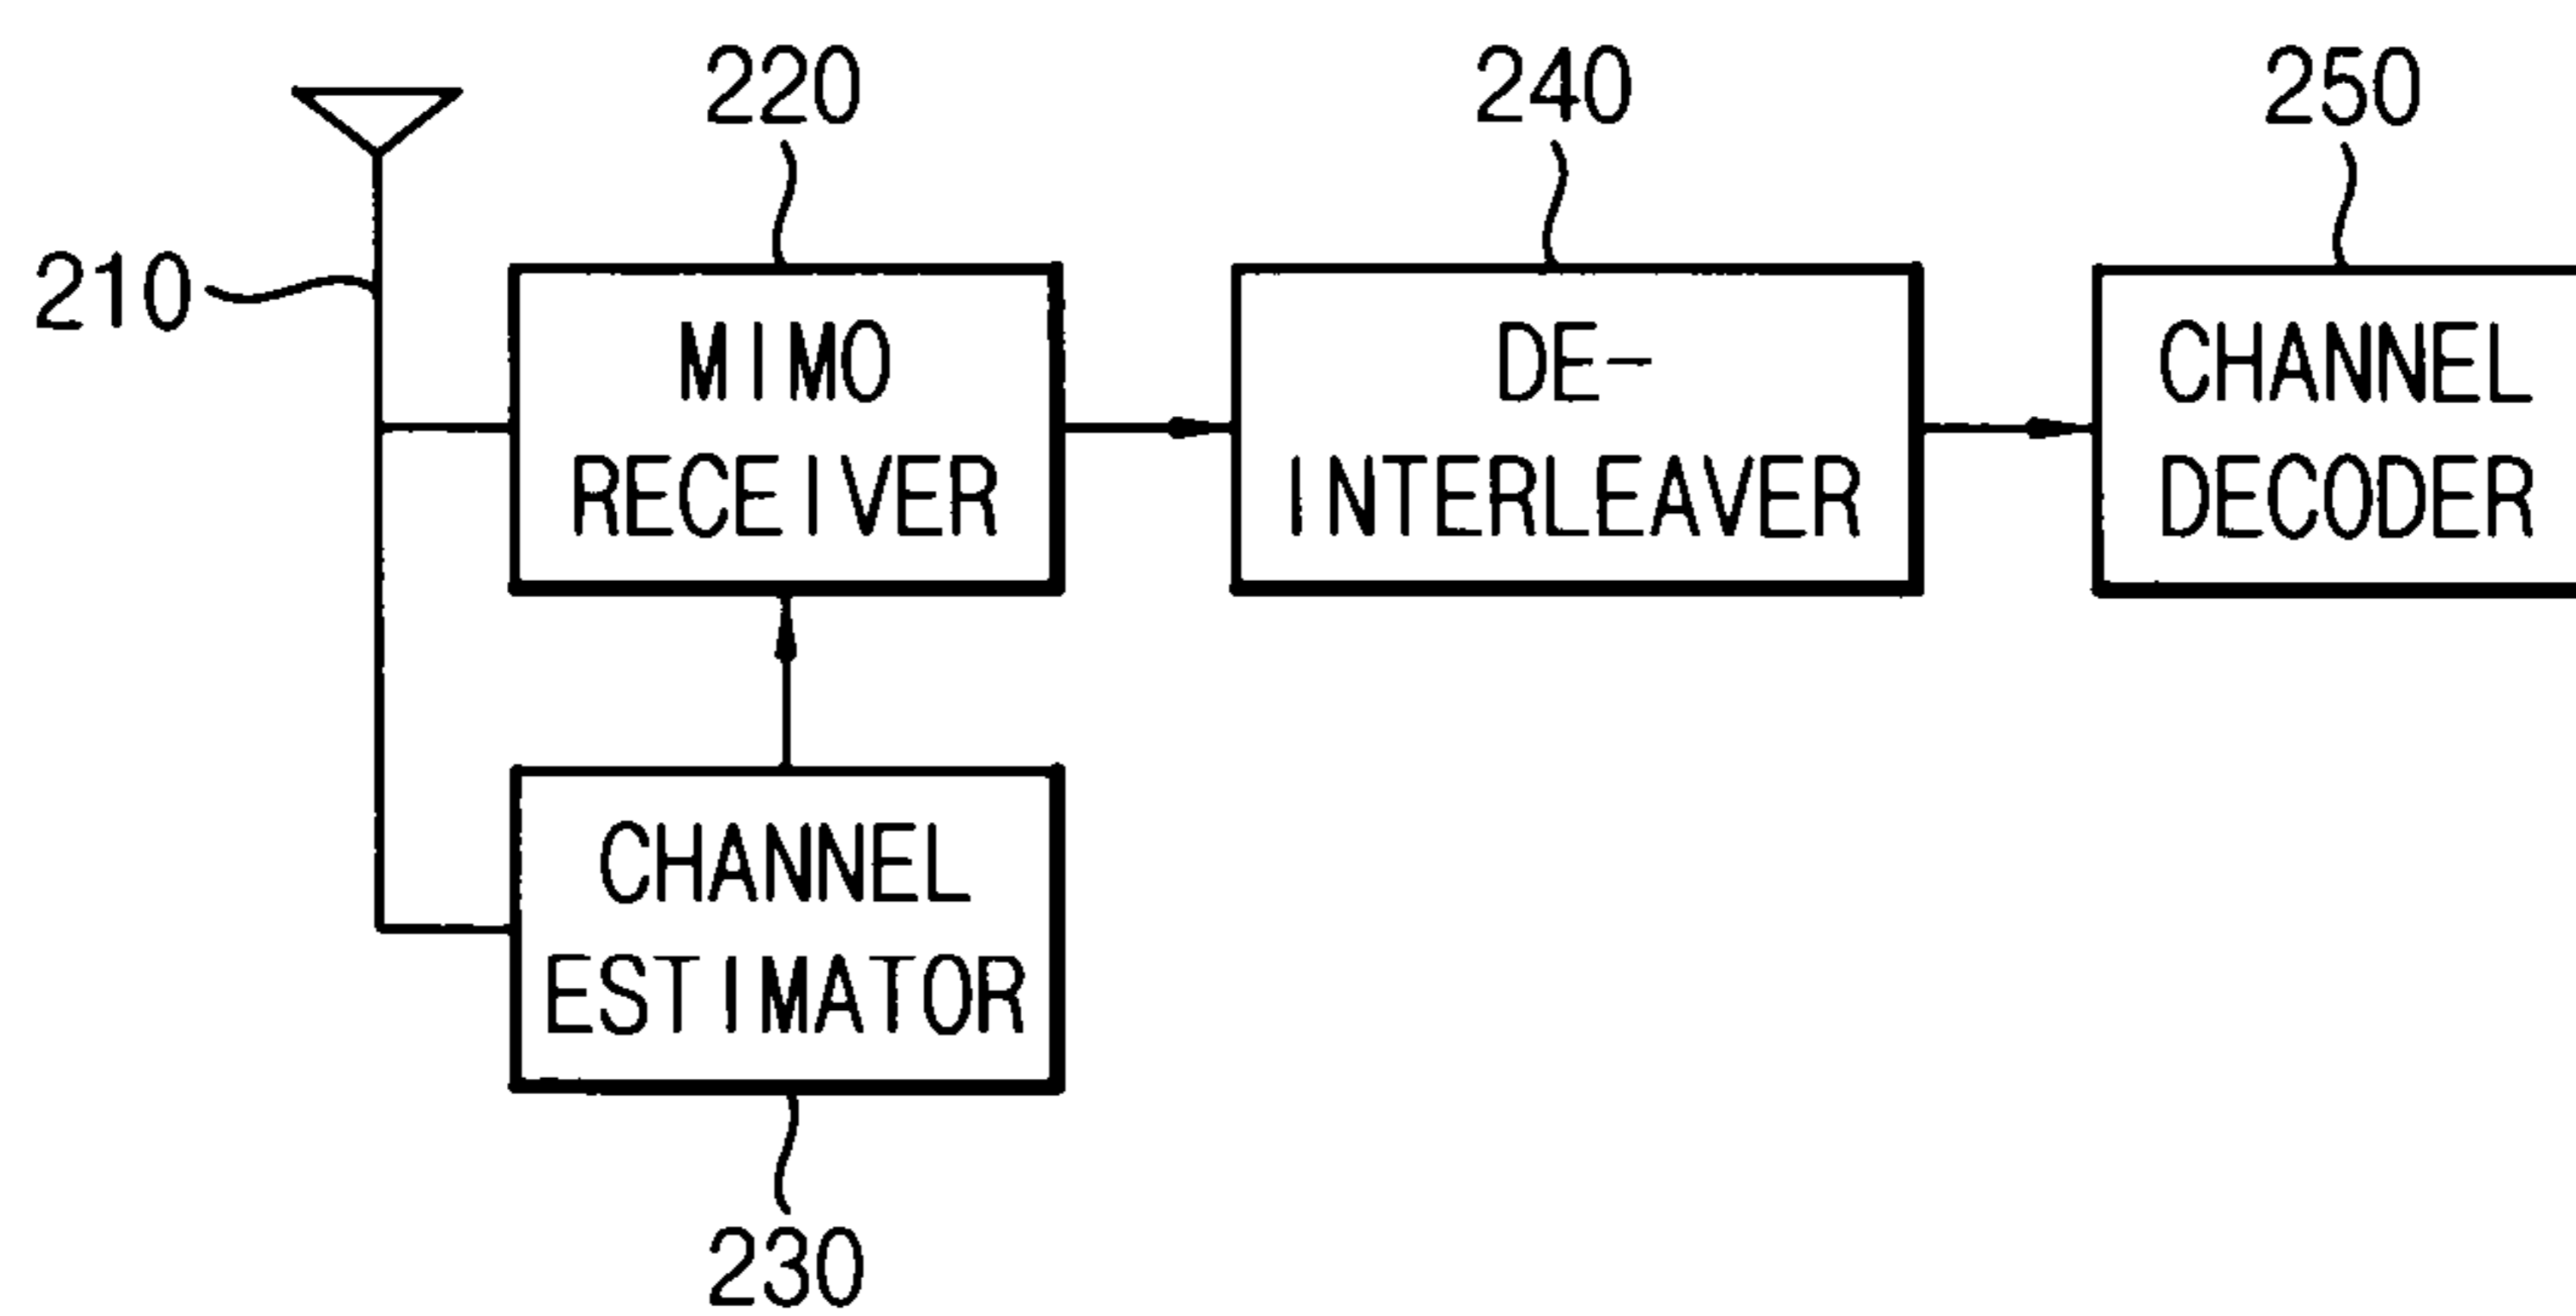 220
240
250
210
MIMO
RECEIVER
DE-
INTERLEAVER
CHANNEL
DECODER
CHANNEL
ESTIMATOR
230